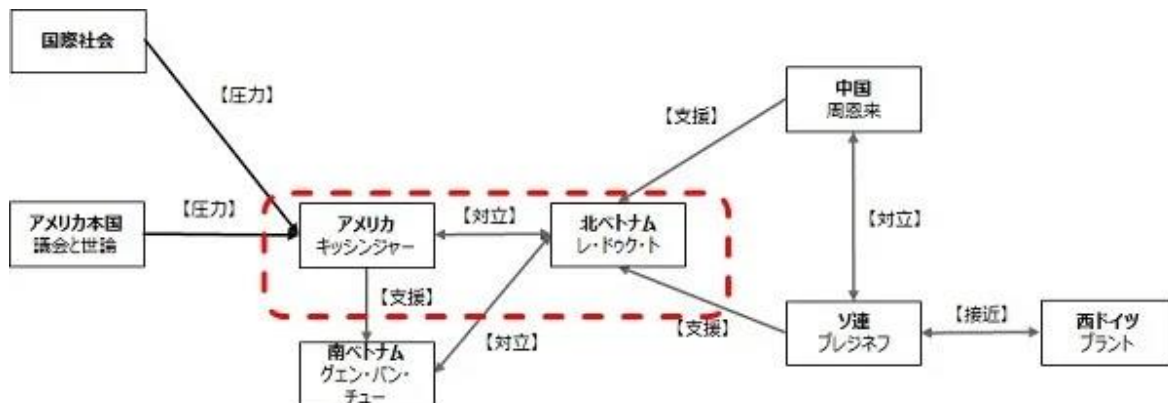 国際社会
【圧力】
中国
周恩来
【支援】
アメリカ本国
議会と世論
【圧力】
アメリカ
キッシンジャー
【対立】
北ベトナム
レ・ドゥク・ト
【対立】
【支援】
南ベトナム
グェン・バン・
チュー
【対立】
【支援】
ソ連
ブレジネフ
【接近】
西ドイツ
ブラント